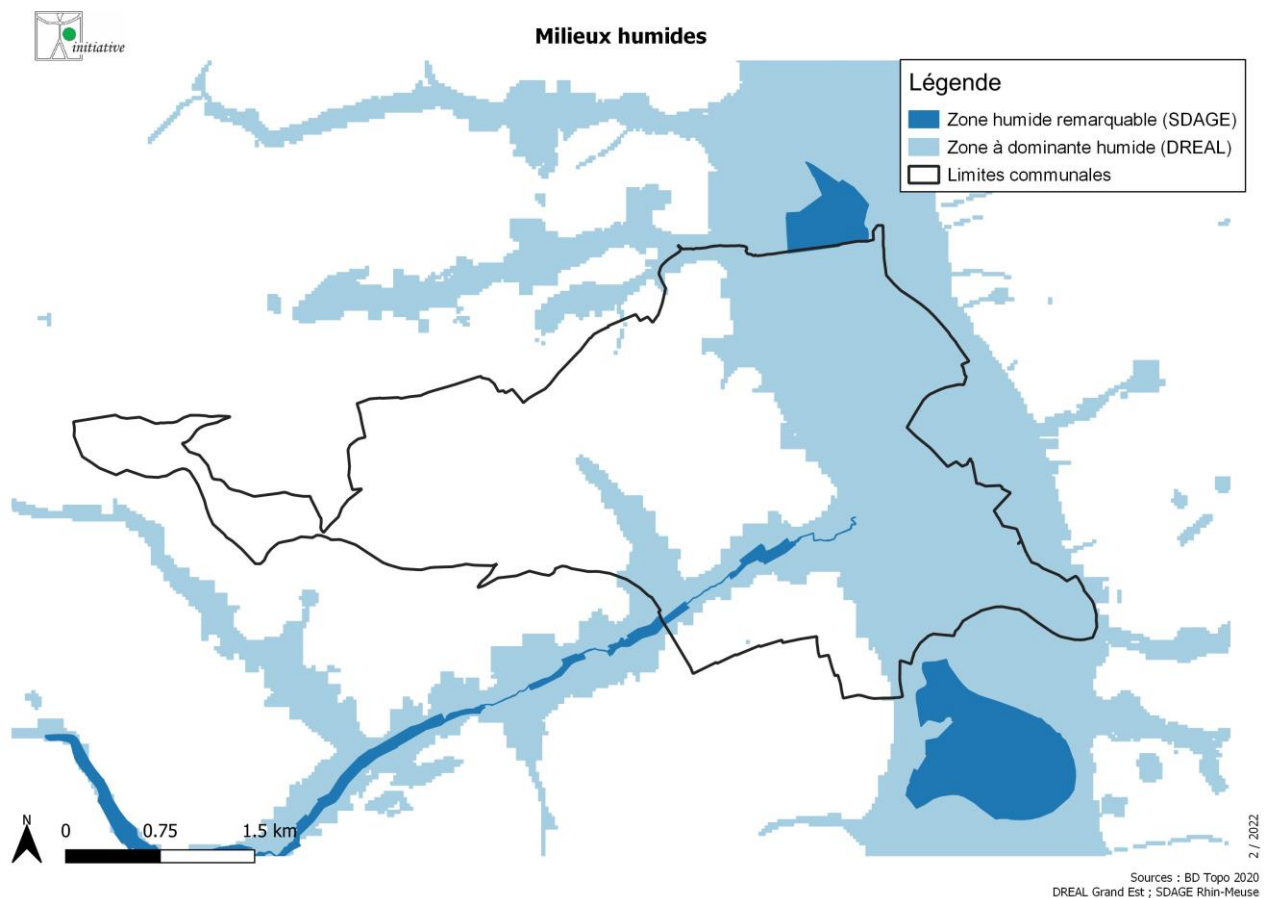 initiative
Milieux humides
Légende
Zone humide remarquable (SDAGE)
Zone à dominante humide (DREAL)
Limites communales
N
0 0.75 1.5 km
2 / 2022
Sources : BD Topo 2020
DREAL Grand Est ; SDAGE Rhin-Meuse